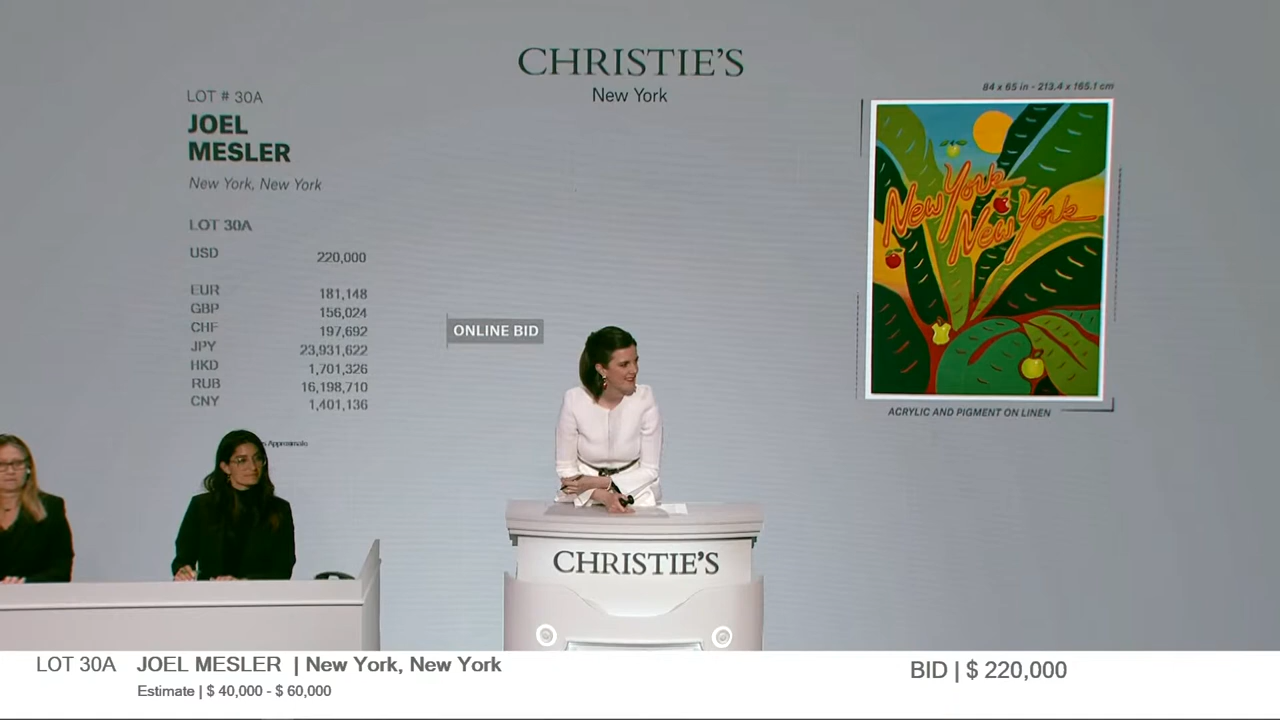 CHRISTIE'S
New York
LOT # 30A
JOEL
MESLER
New York, New York
LOT 30A
USD 220,000
EUR 181,148
GBP 156,024
CHF 197,692
JPY 23,931,622
HKD 1,701,326
RUB 16,198,710
CNY 1,401,136
Approximate
ONLINE BID
84 x 65 in - 213.4 x 165.1 cm
New York
New York
ACRYLIC AND PIGMENT ON LINEN
CHRISTIE'S
LOT 30A JOEL MESLER | New York, New York
Estimate | $ 40,000 - $ 60,000
BID | $ 220,000